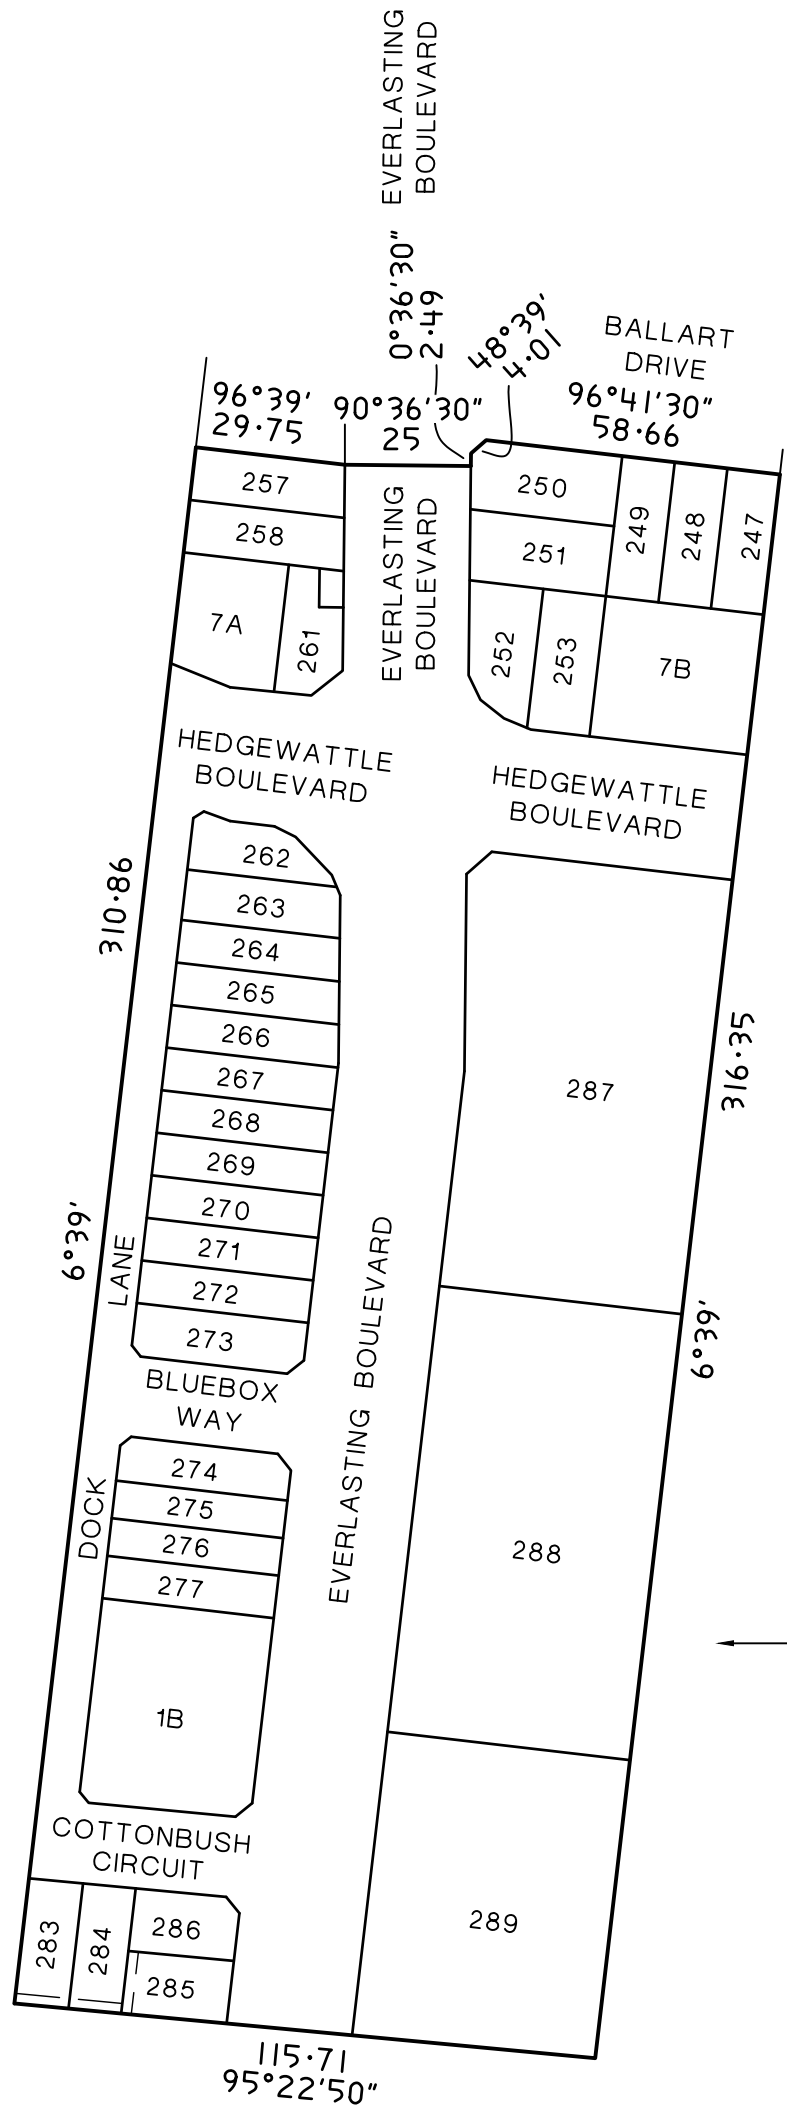 EVERLASTING
BOULEVARD
0°36'30"
2·49
48°39'
4·01
BALLART
DRIVE
96°39'
29·75
90°36'30"
25
96°41'30"
58·66
257
258
7A
261
EVERLASTING
BOULEVARD
250
251
249
248
247
252
253
7B
HEDGEWATTLE
BOULEVARD
HEDGEWATTLE
BOULEVARD
310·86
262
263
264
265
266
267
268
269
270
271
272
273
287
316·35
6°39'
LANE
EVERLASTING BOULEVARD
6°39'
BLUEBOX
WAY
DOCK
274
275
276
277
288
1B
COTTONBUSH
CIRCUIT
283
284
286
285
289
115·71
95°22'50"